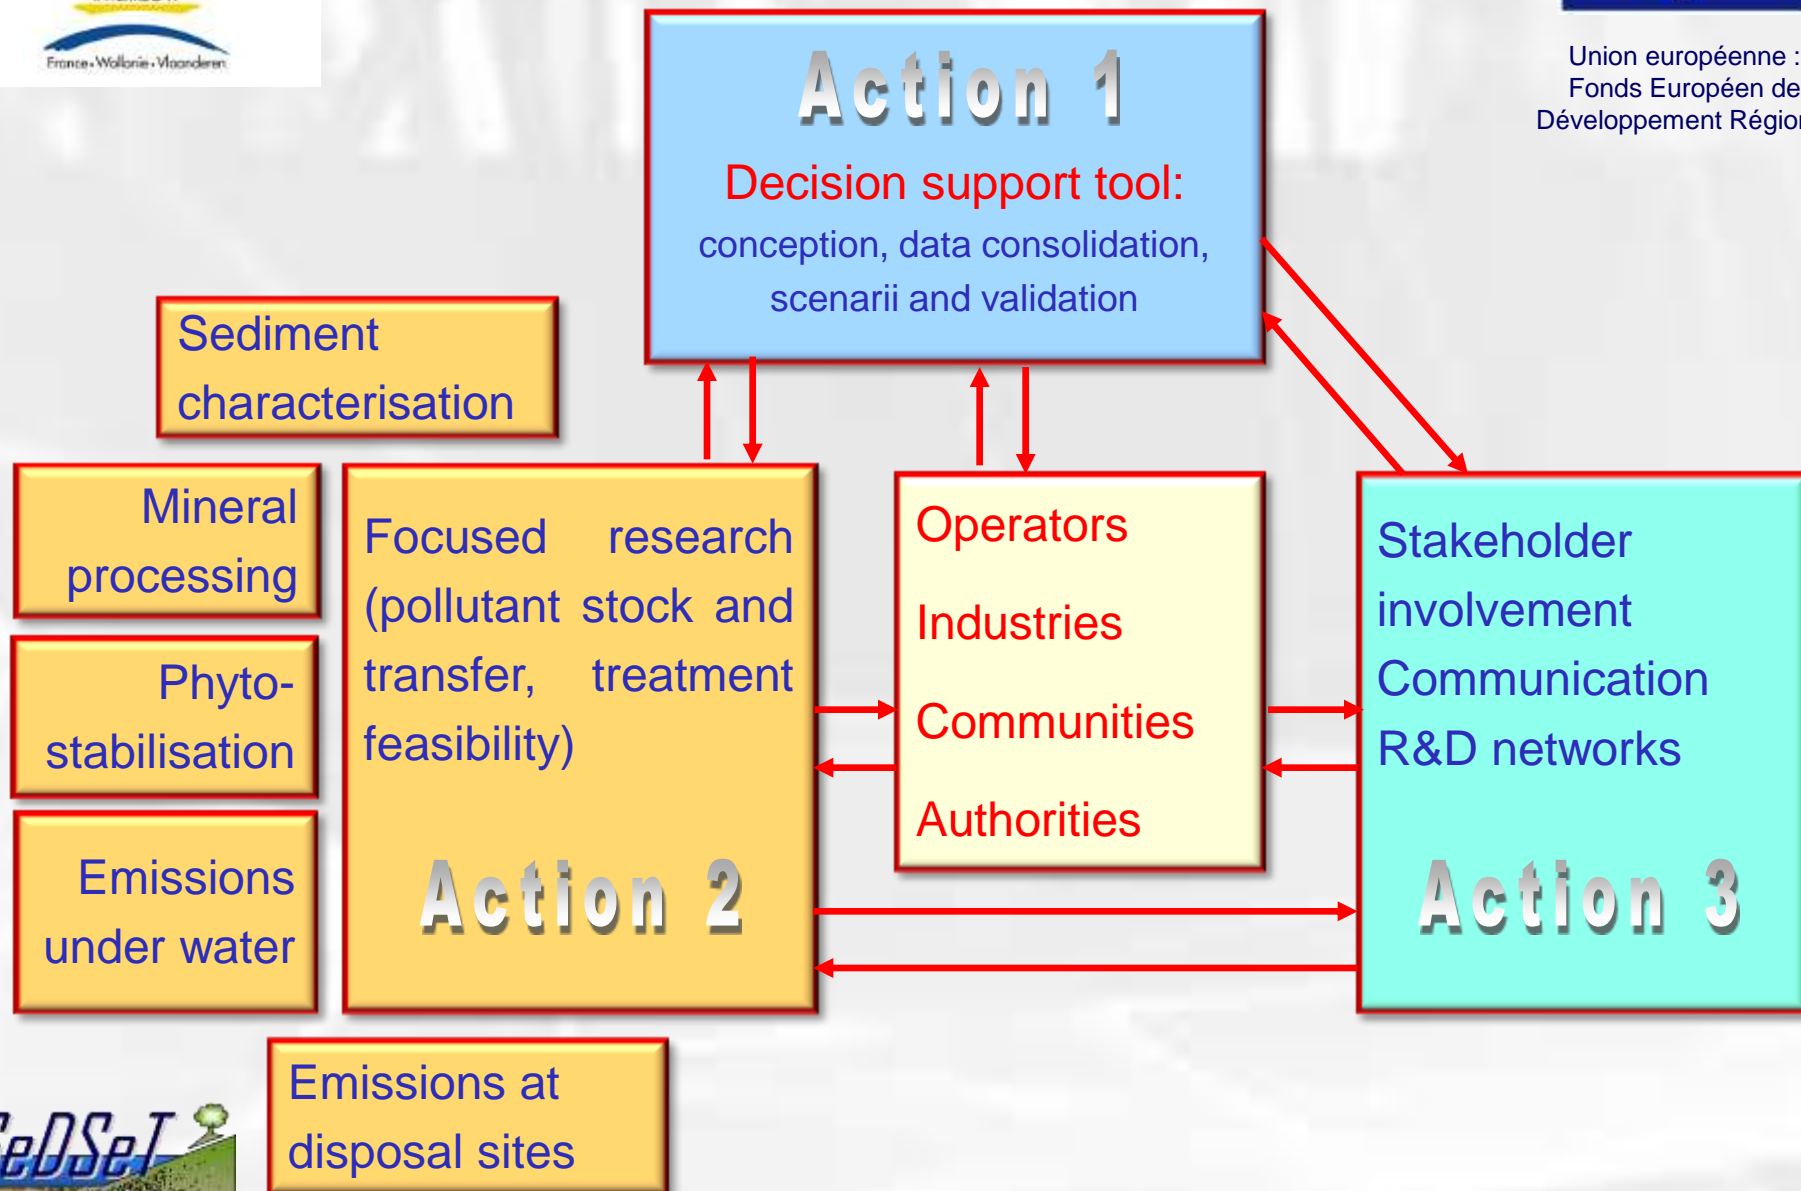 France • Wallonie • Vlaanderen
Union européenne :
Fonds Européen de
Développement Région
Action 1
Decision support tool:
conception, data consolidation,
scenarii and validation
Sediment
characterisation
Mineral
processing
Phyto-
stabilisation
Emissions
under water
Focused research
(pollutant stock and
transfer, treatment
feasibility)
Action 2
Operators
Industries
Communities
Authorities
Stakeholder
involvement
Communication
R&D networks
Action 3
Emissions at
disposal sites
SeDSeT